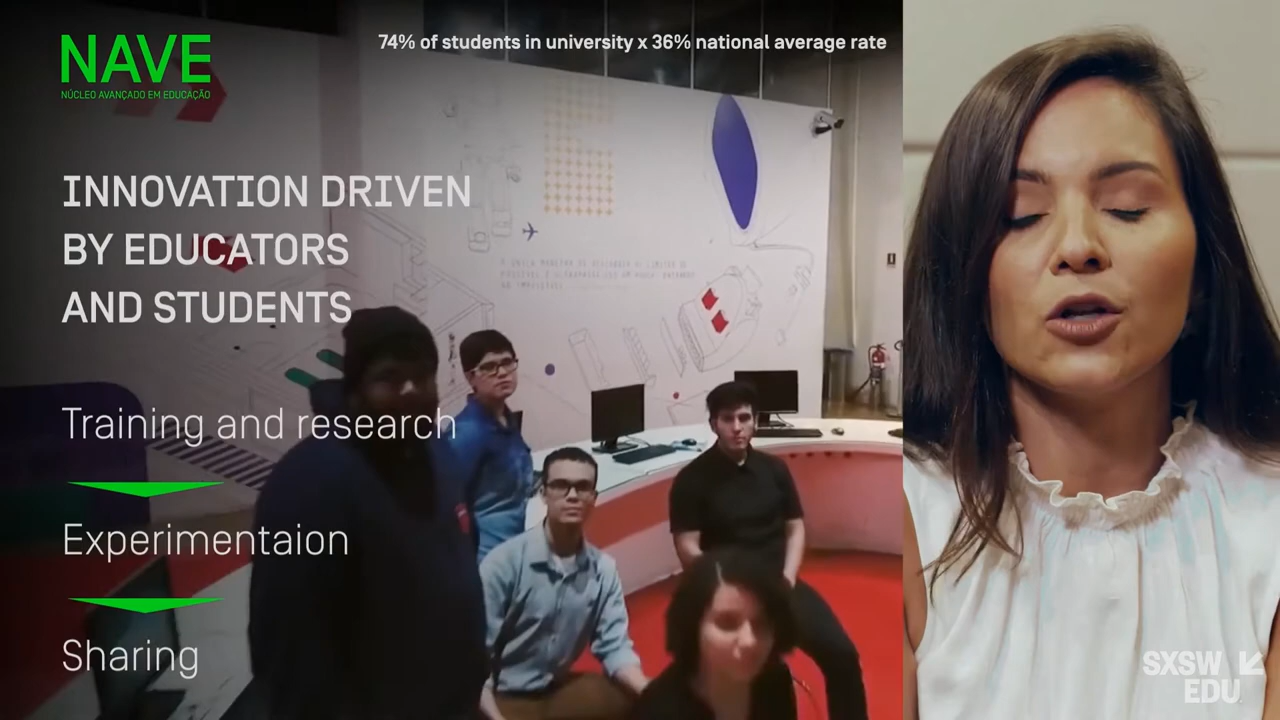 NAVE
NÚCLEO AVANÇADO EM EDUCAÇÃO
74% of students in university x 36% national average rate
INNOVATION DRIVEN
BY EDUCATORS
AND STUDENTS
Training and research
Experimentaion
Sharing
SXSW
EDU